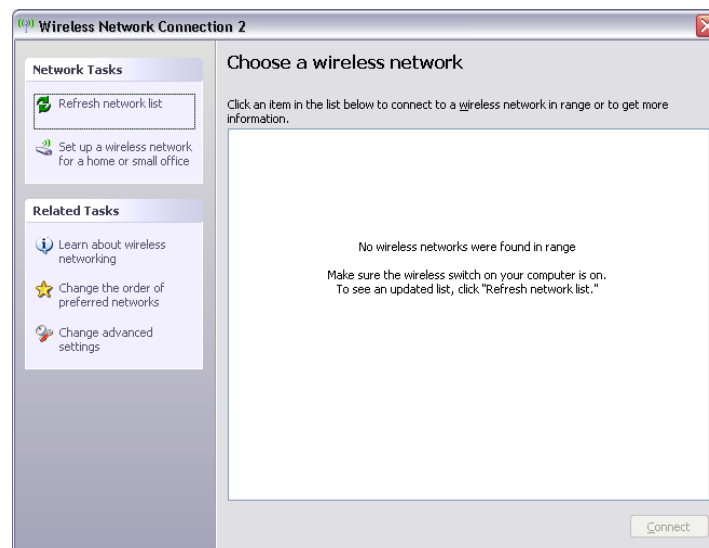 Wireless Network Connection 2
Network Tasks
Refresh network list
Set up a wireless network
for a home or small office
Related Tasks
Learn about wireless
networking
Change the order of
preferred networks
Change advanced
settings
Choose a wireless network
Click an item in the list below to connect to a wireless network in range or to get more
information.
No wireless networks were found in range
Make sure the wireless switch on your computer is on.
To see an updated list, click "Refresh network list."
Connect